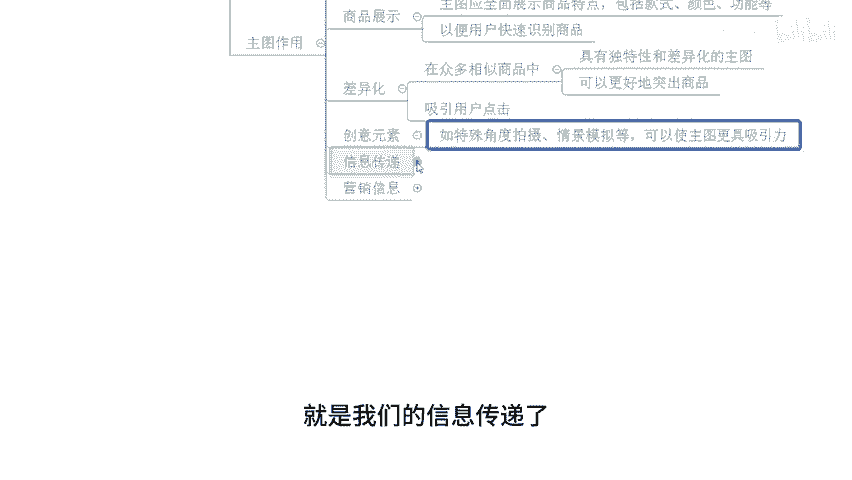 主图应全面展示商品特点，包括款式、颜色、功能等
商品展示
以便用户快速识别商品
主图作用
具有独特性和差异化的主图
在众多相似商品中
可以更好地突出商品
差异化
吸引用户点击
创意元素
如特殊角度拍摄、情景模拟等，可以使主图更具吸引力
信息传递
营销信息
就是我们的信息传递了
bilibili